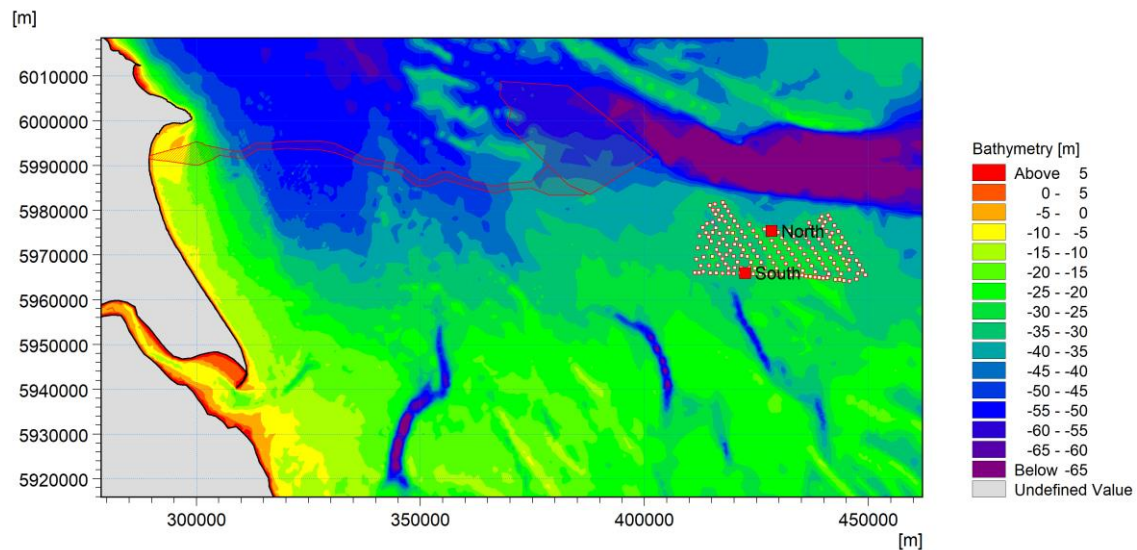 [m]
6010000
6000000
5990000
5980000
5970000
5960000
5950000
5940000
5930000
5920000
North
South
300000
350000
400000
450000
[m]
Bathymetry [m]
Above 5
0 - 5
-5 - 0
-10 - -5
-15 - -10
-20 - -15
-25 - -20
-30 - -25
-35 - -30
-40 - -35
-45 - -40
-50 - -45
-55 - -50
-60 - -55
-65 - -60
Below -65
Undefined Value